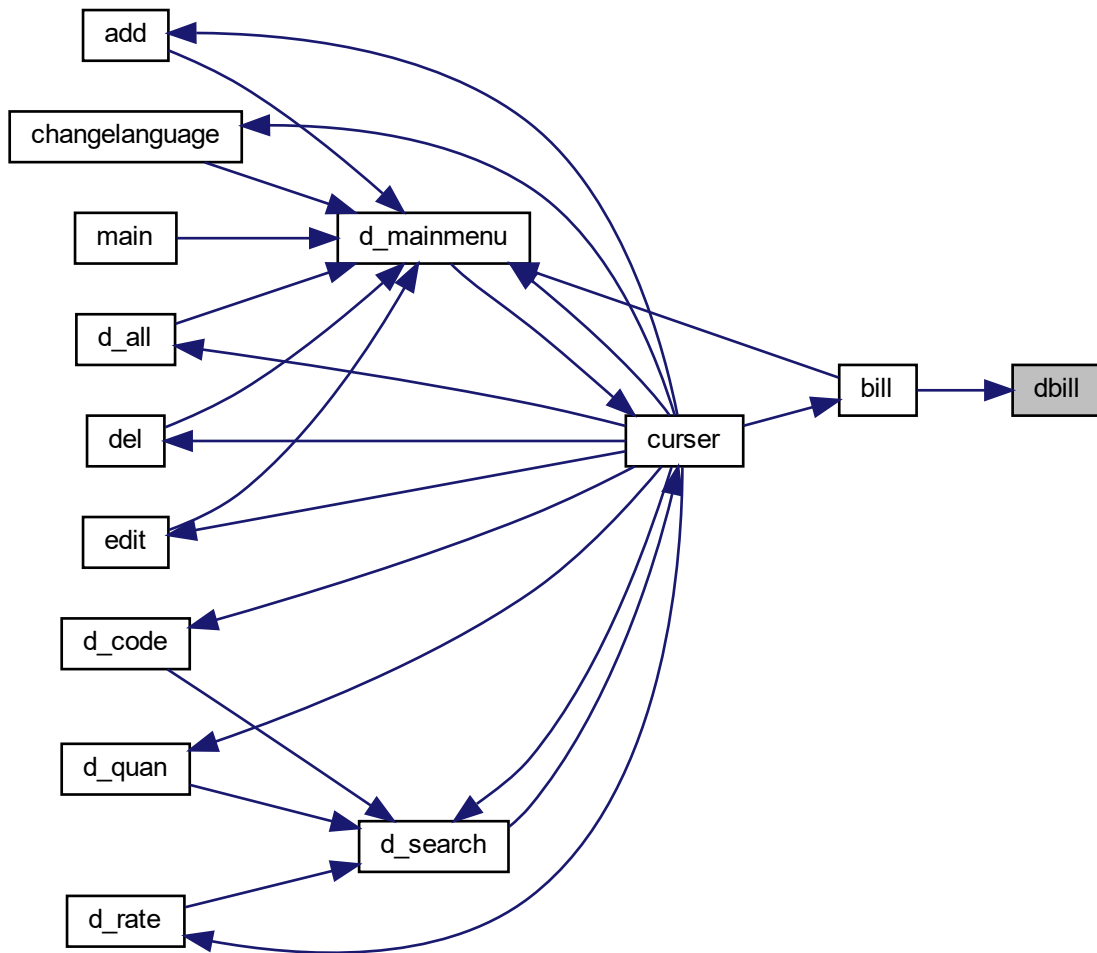 add
changelanguage
main
d_mainmenu
d_all
bill
dbill
del
curser
edit
d_code
d_quan
d_search
d_rate